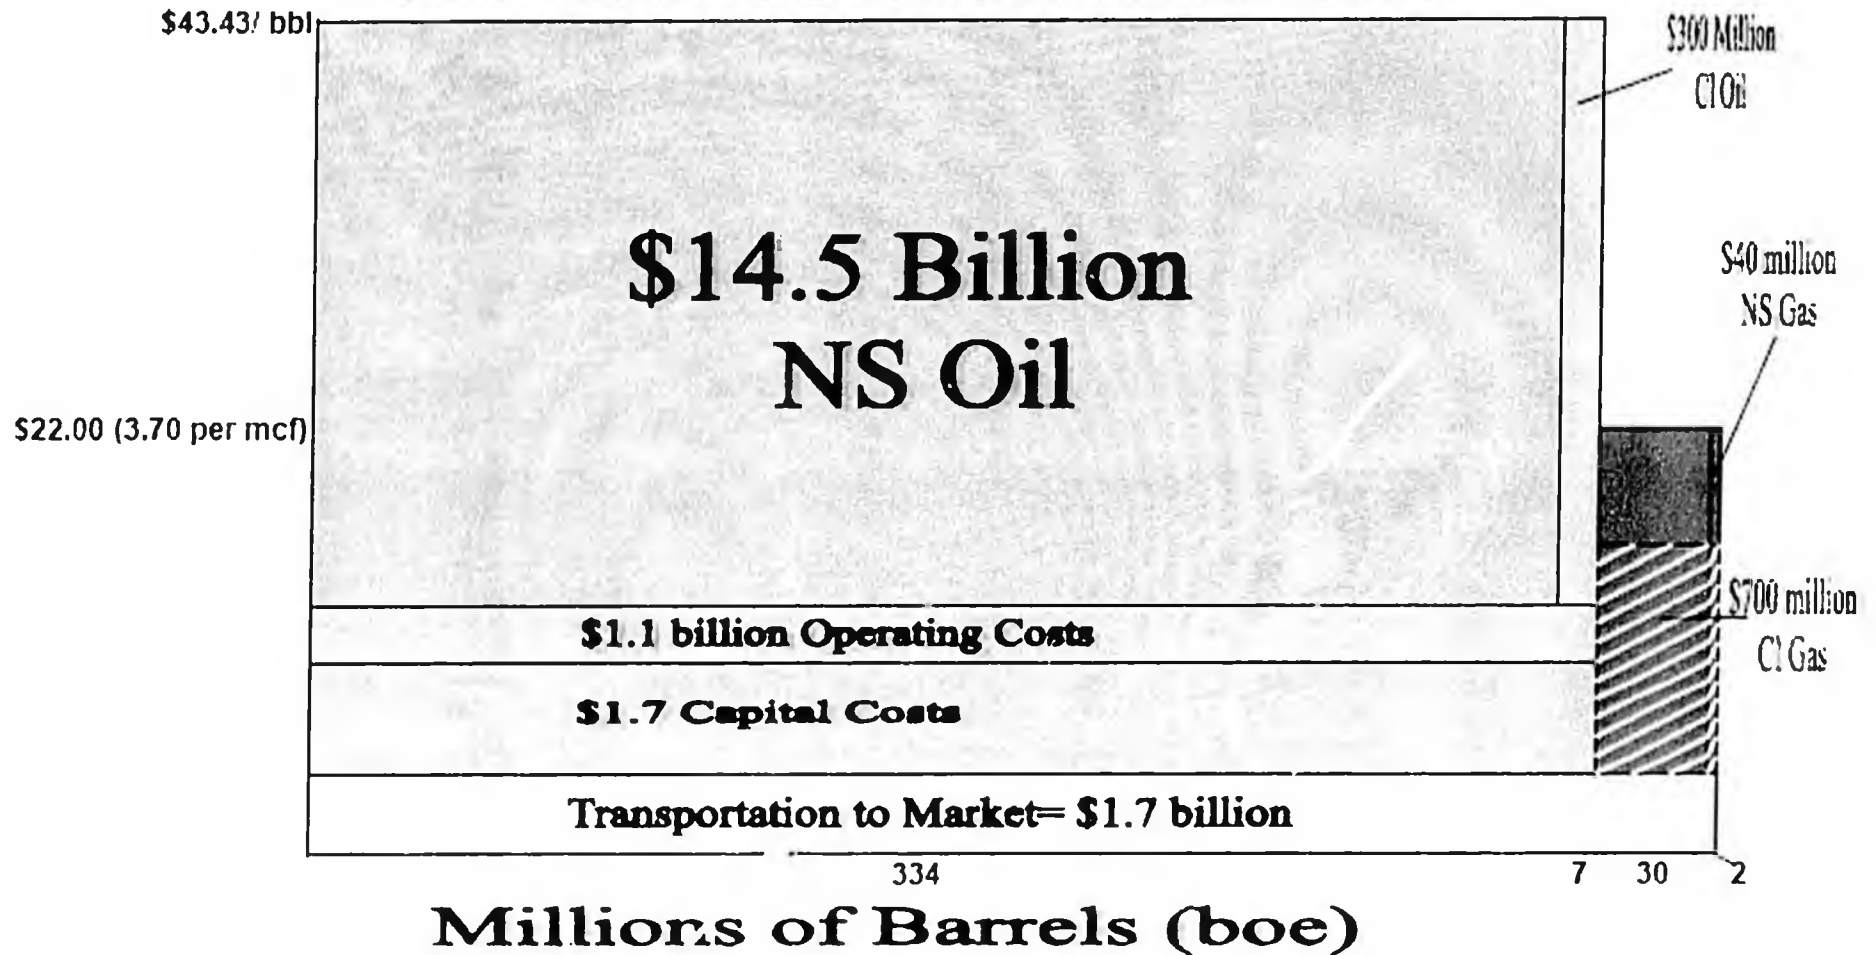 $43.43/ bbl
$300 Million
CI Oil
$14.5 Billion
NS Oil
$40 million
NS Gas
$22.00 (3.70 per mcf)
$700 million
CI Gas
$1.1 billion Operating Costs
$1.7 Capital Costs
Transportation to Market= $1.7 billion
334 7 30 2
Millions of Barrels (boe)